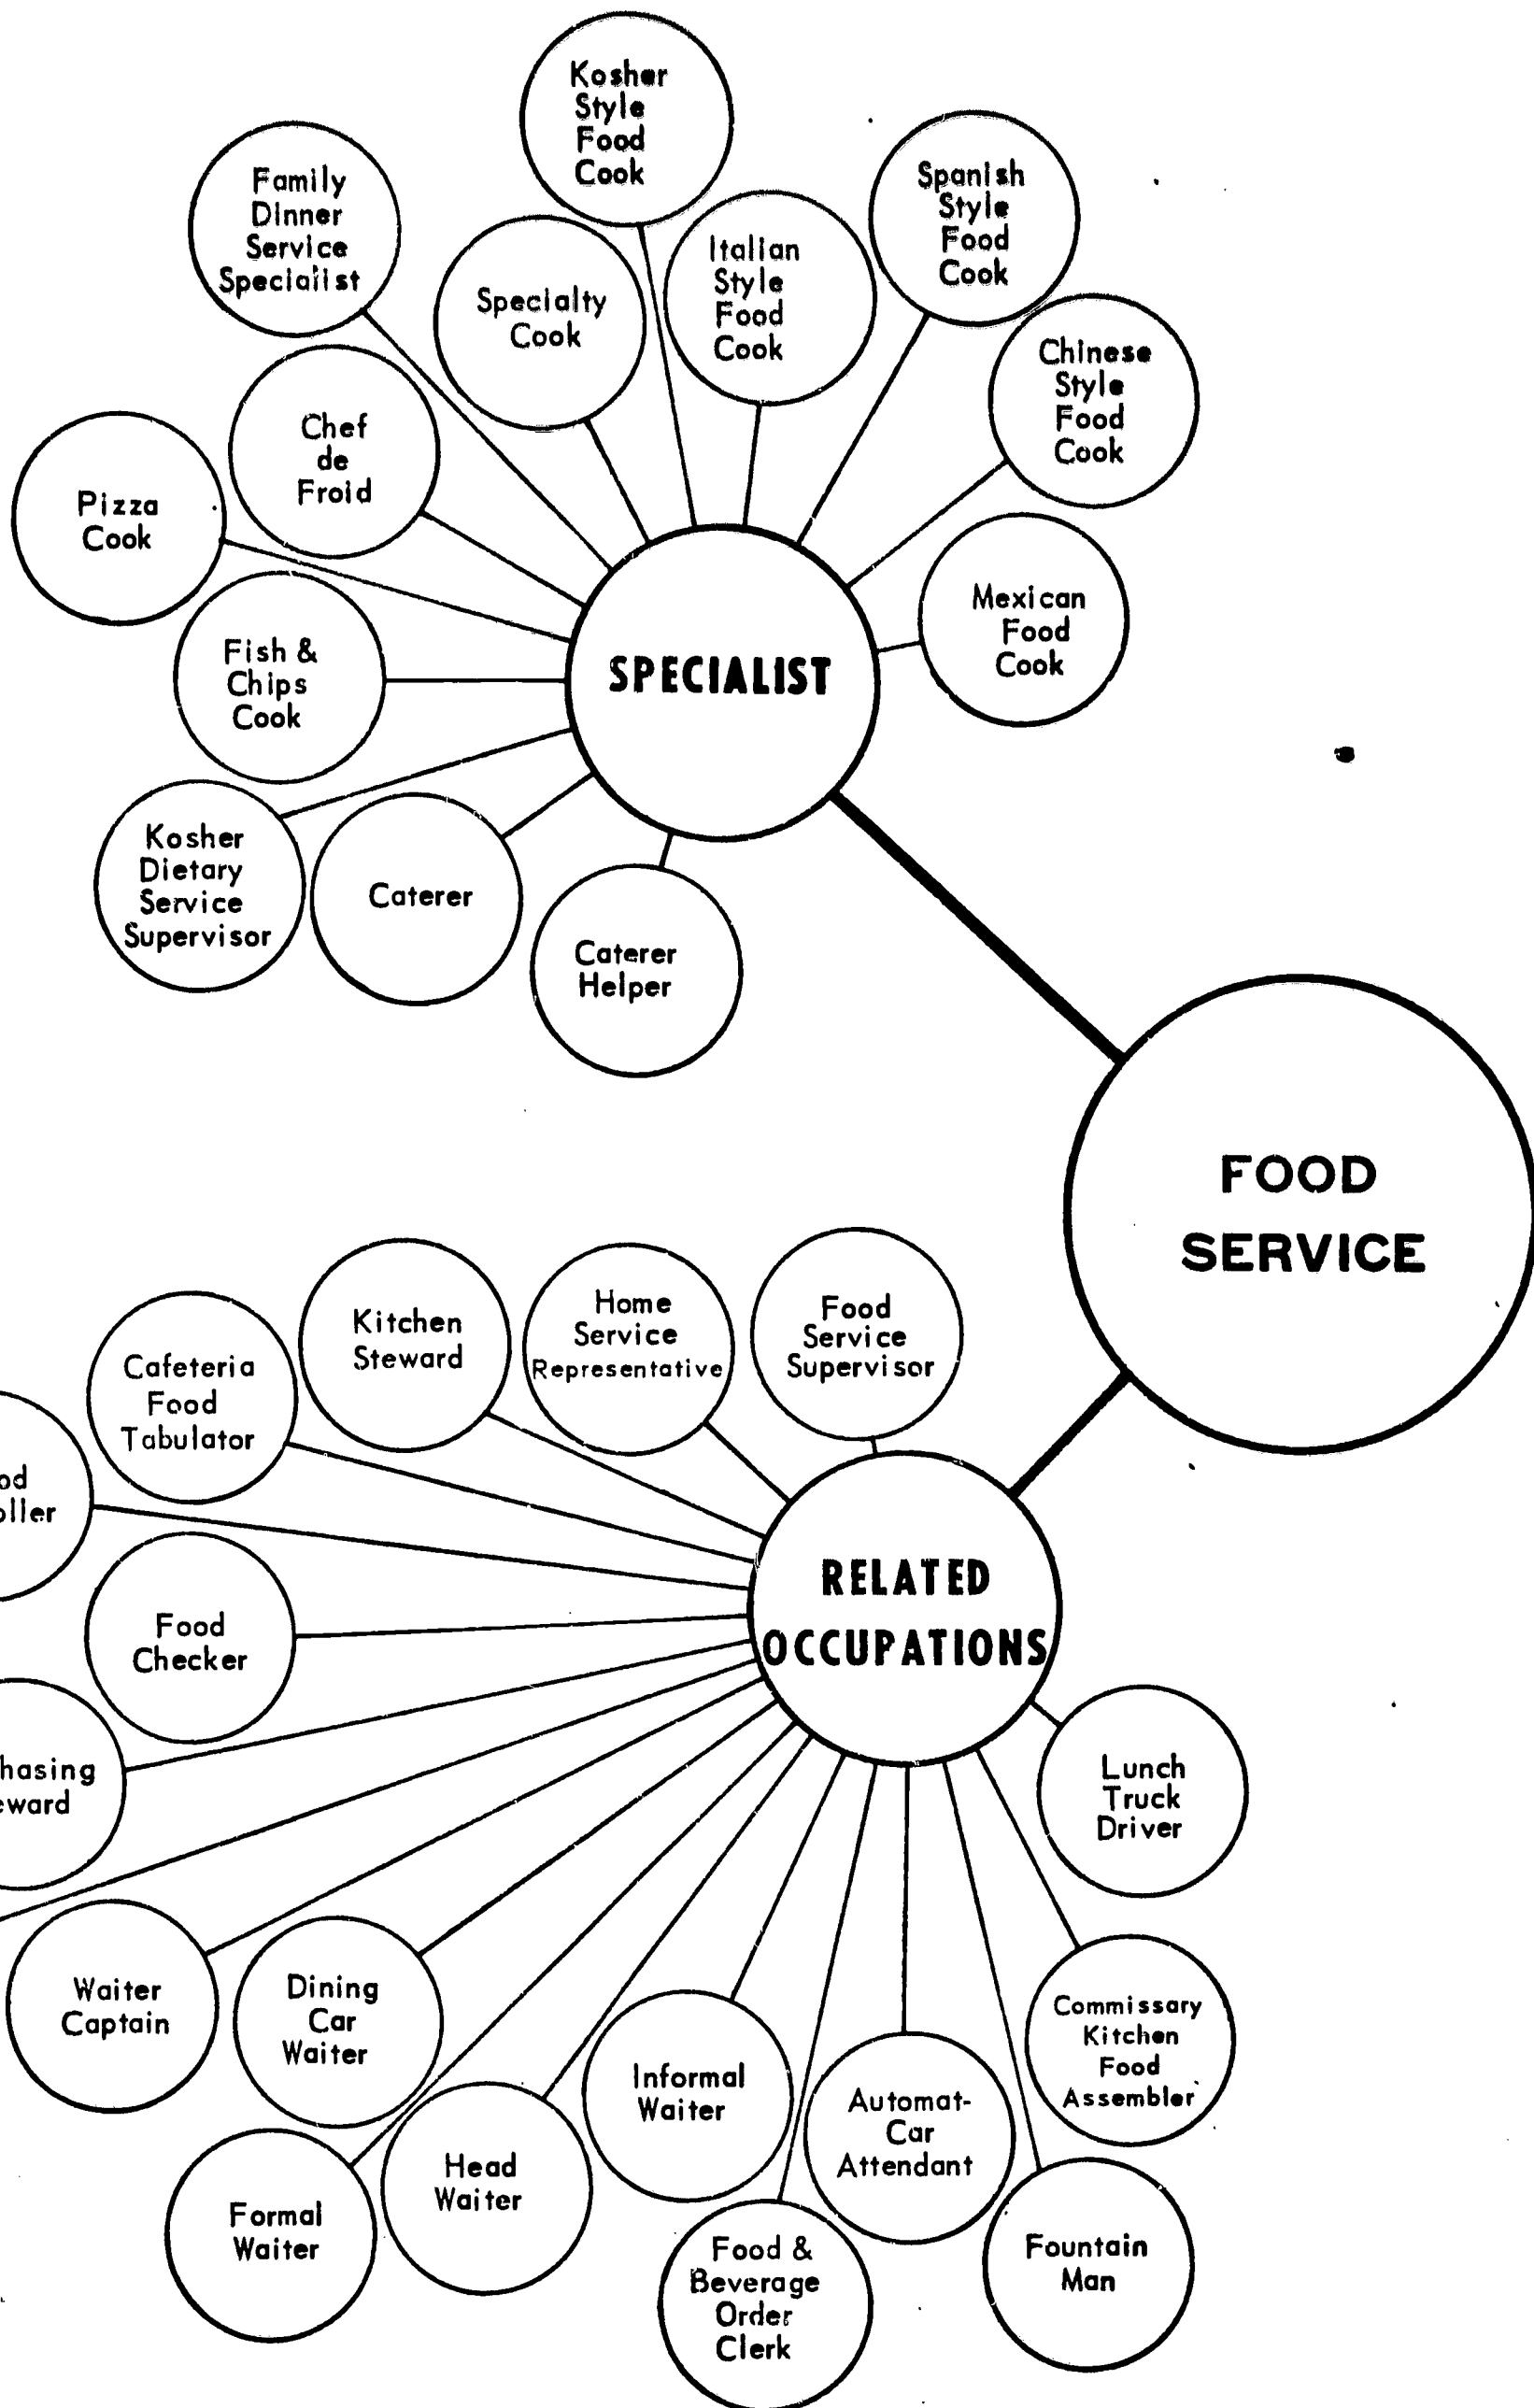 Kosher
Style
Food
Cook
Family
Dinner
Service
Specialist
Spanish
Style
Food
Cook
Specialty
Cook
Italian
Style
Food
Cook
Chinese
Style
Food
Cook
Chef
de
Froid
Pizza
Cook
Mexican
Food
Cook
Fish &
Chips
Cook
SPECIALIST
Kosher
Dietary
Service
Supervisor
Caterer
Caterer
Helper
FOOD
SERVICE
Kitchen
Steward
Home
Service
Representative
Food
Service
Supervisor
Cafeteria
Food
Tabulator
od
oller
RELATED
OCCUPATIONS
Food
Checker
hasing
eward
Lunch
Truck
Driver
Waiter
Captain
Dining
Car
Waiter
Commissary
Kitchen
Food
Assembler
Informal
Waiter
Automat-
Car
Attendant
Head
Waiter
Formal
Waiter
Food &
Beverage
Order
Clerk
Fountain
Man